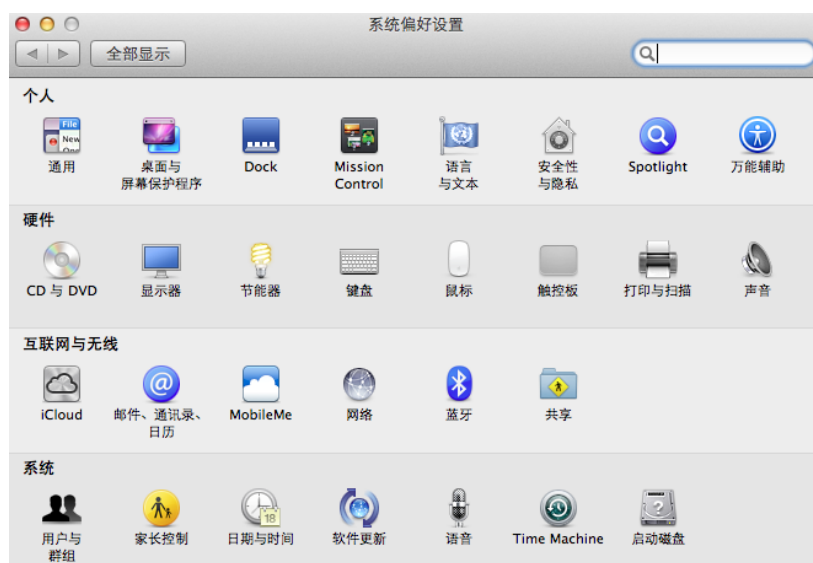 系统偏好设置
全部显示
个人
File
New
通用
桌面与
屏幕保护程序
Dock
Mission
Control
语言
与文本
安全性
与隐私
Spotlight
万能辅助
硬件
CD 与 DVD
显示器
节能器
键盘
鼠标
触控板
打印与扫描
声音
互联网与无线
iCloud
@
邮件、通讯录、
日历
MobileMe
网络
蓝牙
共享
系统
用户与
群组
家长控制
18
日期与时间
软件更新
语音
Time Machine
?
启动磁盘